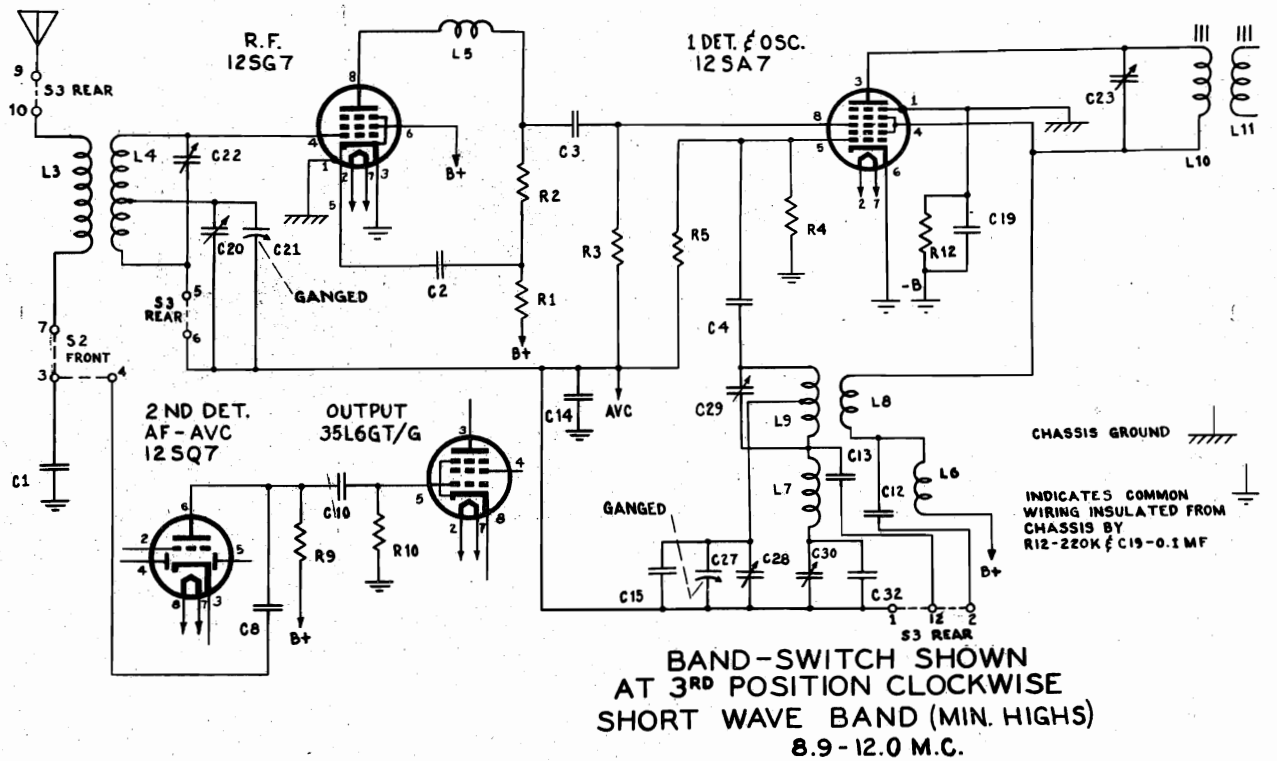 R.F.
12SG7
1 DET. & OSC.
12SA7
9
S3 REAR
10
L3
L4
C22
C20
C21
GANGED
5
S3
REAR
6
7
S2
FRONT
3
4
C1
8
4
1
2
7
3
5
6
B+
L5
C3
R2
C2
R1
B+
R3
R5
R4
C4
C14
AVC
8
5
3
1
4
6
2
7
R12
C19
-B
C23
L10
L11
2 ND DET.
AF-AVC
12SQ7
OUTPUT
35L6GT/G
6
2
4
5
8
7
3
C8
R9
B+
C10
R10
3
5
4
2
7
8
C29
L9
L8
L7
C13
C12
L6
B+
GANGED
C15
C27
C28
C30
C32
1
12
2
S3 REAR
CHASSIS GROUND
INDICATES COMMON
WIRING INSULATED FROM
CHASSIS BY
R12-220K & C19-0.1 MF
BAND-SWITCH SHOWN
AT 3RD POSITION CLOCKWISE
SHORT WAVE BAND (MIN. HIGHS)
8.9-12.0 M.C.